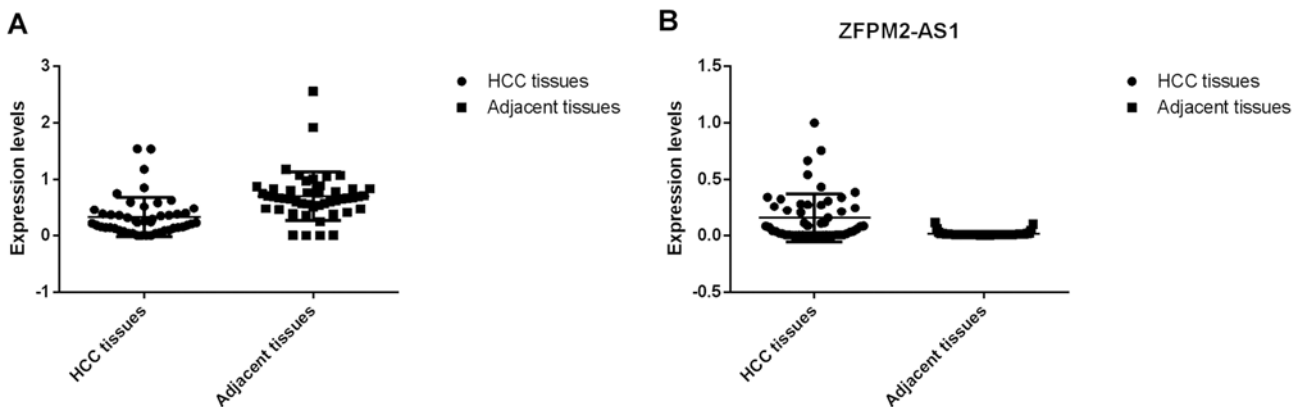 A
3
2
1
0
-1
Expression levels
HCC tissues
Adjacent tissues
HCC tissues
Adjacent tissues
B
ZFPM2-AS1
1.5
1.0
0.5
0.0
-0.5
Expression levels
HCC tissues
Adjacent tissues
HCC tissues
Adjacent tissues